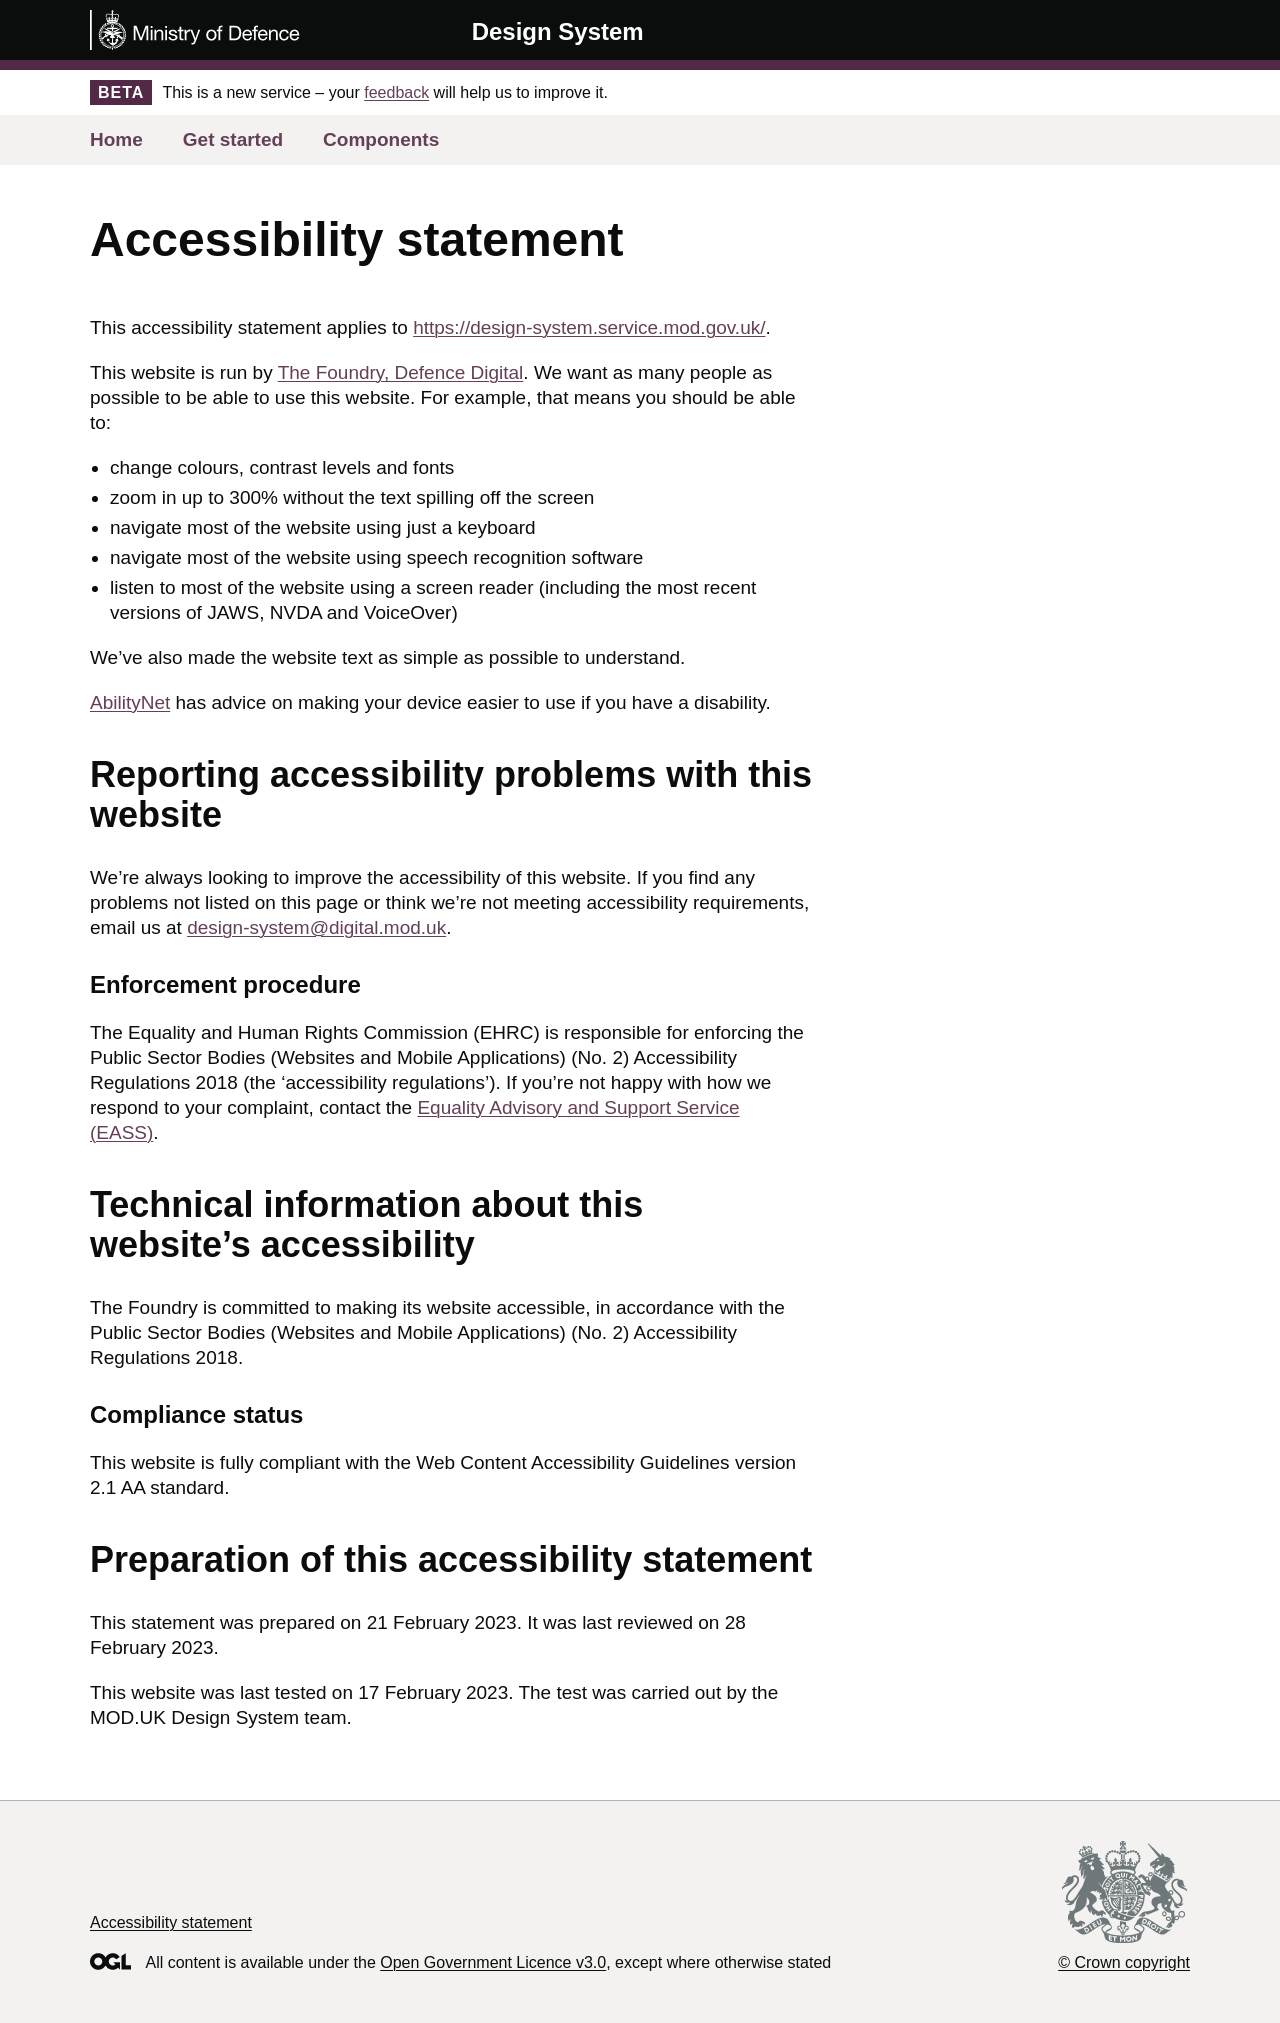 Ministry of Defence
Design System
BETA
This is a new service – your feedback will help us to improve it.
Home
Get started
Components
Accessibility statement
This accessibility statement applies to https://design-system.service.mod.gov.uk/.
This website is run by The Foundry, Defence Digital. We want as many people as
possible to be able to use this website. For example, that means you should be able
to:
change colours, contrast levels and fonts
zoom in up to 300% without the text spilling off the screen
navigate most of the website using just a keyboard
navigate most of the website using speech recognition software
listen to most of the website using a screen reader (including the most recent
versions of JAWS, NVDA and VoiceOver)
We’ve also made the website text as simple as possible to understand.
AbilityNet has advice on making your device easier to use if you have a disability.
Reporting accessibility problems with this
website
We’re always looking to improve the accessibility of this website. If you find any
problems not listed on this page or think we’re not meeting accessibility requirements,
email us at design-system@digital.mod.uk.
Enforcement procedure
The Equality and Human Rights Commission (EHRC) is responsible for enforcing the
Public Sector Bodies (Websites and Mobile Applications) (No. 2) Accessibility
Regulations 2018 (the ‘accessibility regulations’). If you’re not happy with how we
respond to your complaint, contact the Equality Advisory and Support Service
(EASS).
Technical information about this
website’s accessibility
The Foundry is committed to making its website accessible, in accordance with the
Public Sector Bodies (Websites and Mobile Applications) (No. 2) Accessibility
Regulations 2018.
Compliance status
This website is fully compliant with the Web Content Accessibility Guidelines version
2.1 AA standard.
Preparation of this accessibility statement
This statement was prepared on 21 February 2023. It was last reviewed on 28
February 2023.
This website was last tested on 17 February 2023. The test was carried out by the
MOD.UK Design System team.
Accessibility statement
DIEU ET MON DROIT
OGL
All content is available under the Open Government Licence v3.0, except where otherwise stated
© Crown copyright